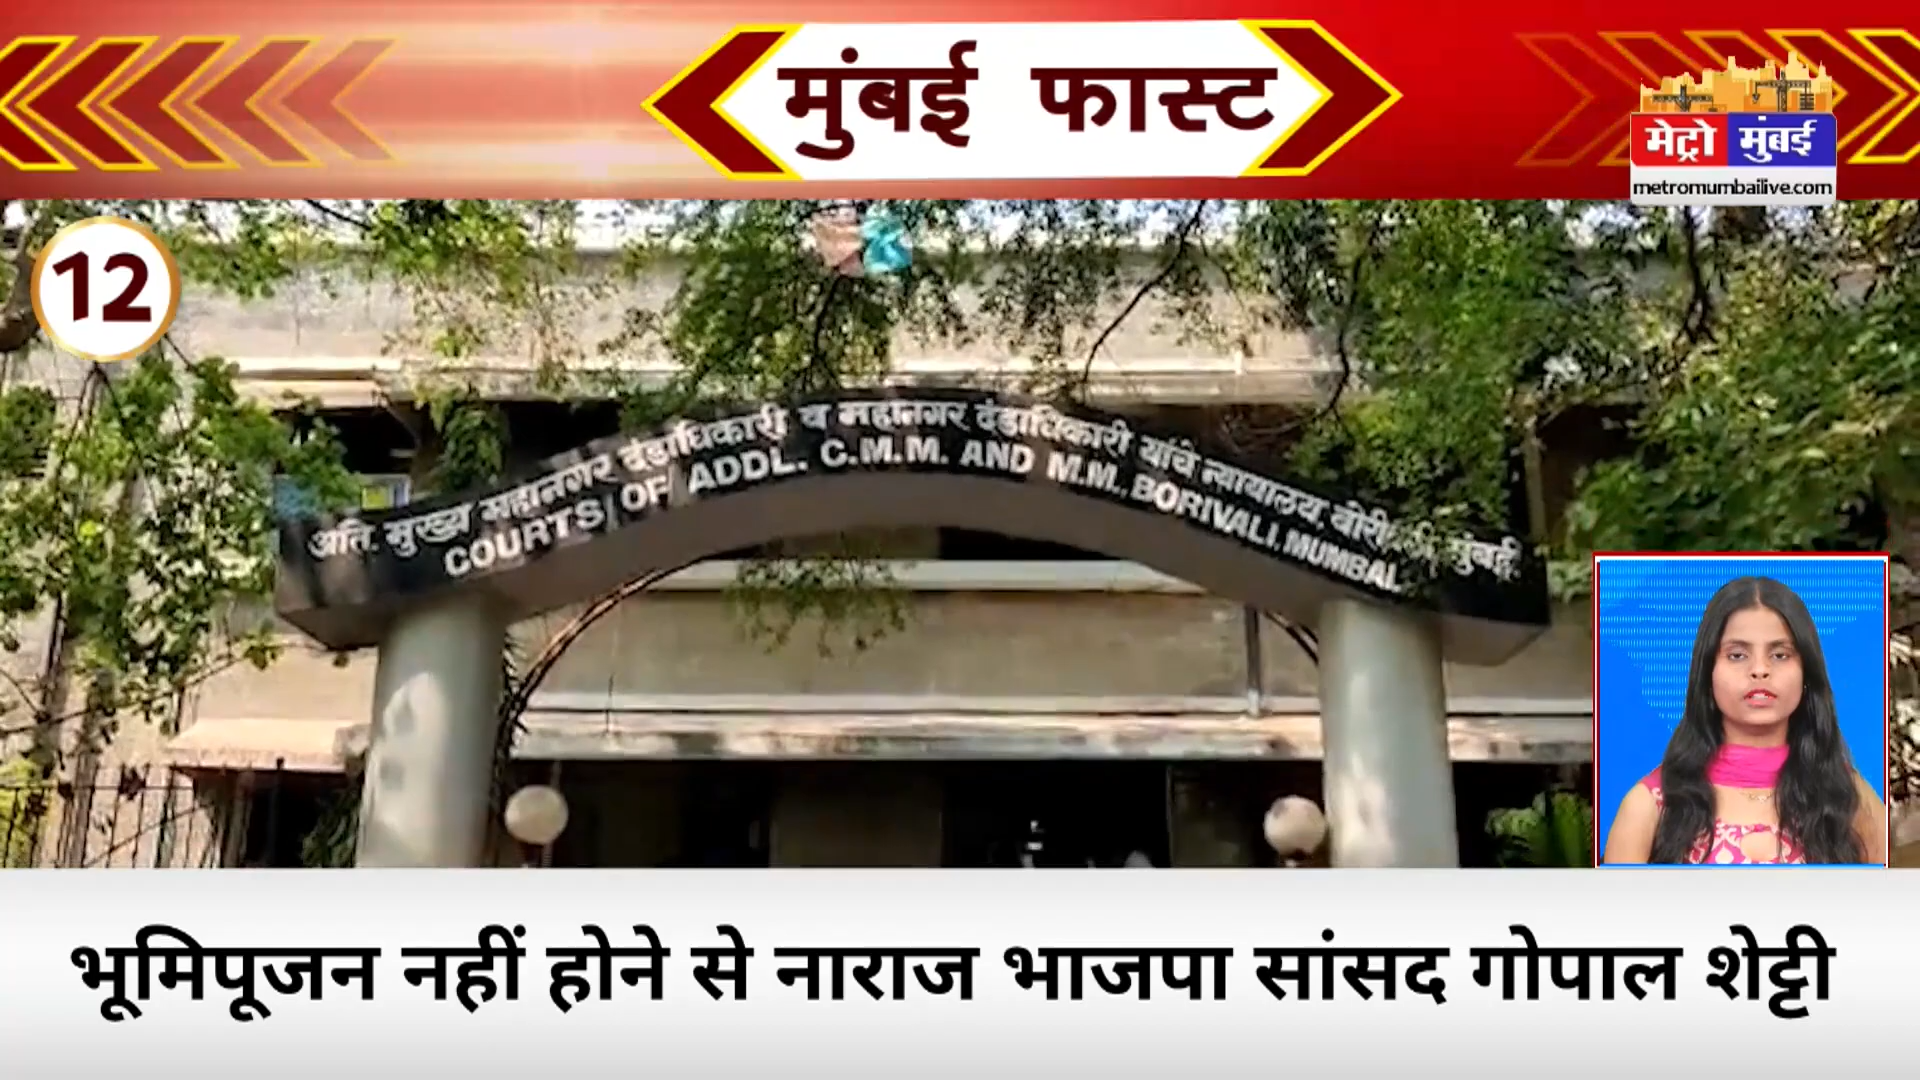 मुंबई फास्ट
मेट्रो मुंबई
metromumbailive.com
12
अति. मुख्य महानगर दंडाधिकारी व महानगर दंडाधिकारी यांचे न्यायालय, बोरीवली, मुंबई.
COURTS OF ADDL. C.M.M. AND M.M., BORIVALI, MUMBAI.
भूमिपूजन नहीं होने से नाराज भाजपा सांसद गोपाल शेट्टी